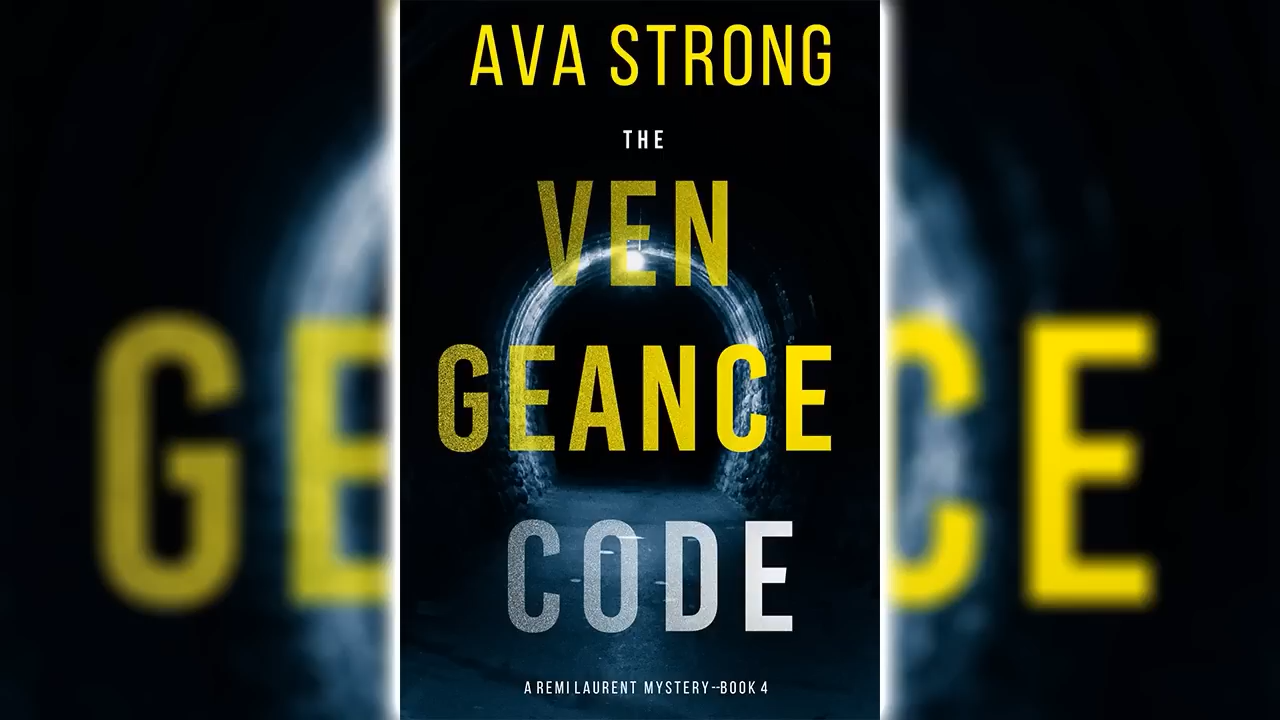 AVA STRONG
THE
VEN
GEANCE
CODE
A REMI LAURENT MYSTERY--BOOK 4